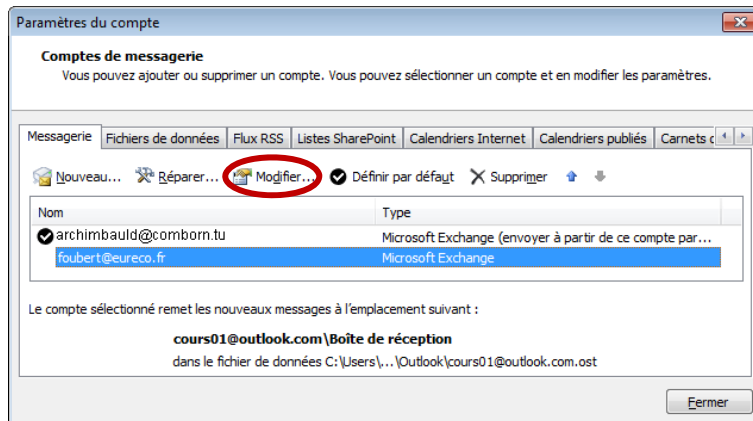 Paramètres du compte
Comptes de messagerie
Vous pouvez ajouter ou supprimer un compte. Vous pouvez sélectionner un compte et en modifier les paramètres.
Messagerie Fichiers de données Flux RSS Listes SharePoint Calendriers Internet Calendriers publiés Carnets d
Nouveau... Réparer... Modifier... Définir par défaut Supprimer
Nom Type
archimbauld@comborn.tu Microsoft Exchange (envoyer à partir de ce compte par...
foubert@eureco.fr Microsoft Exchange
Le compte sélectionné remet les nouveaux messages à l'emplacement suivant :
cours01@outlook.com\Boîte de réception
dans le fichier de données C:\Users\...\Outlook\cours01@outlook.com.ost
Fermer